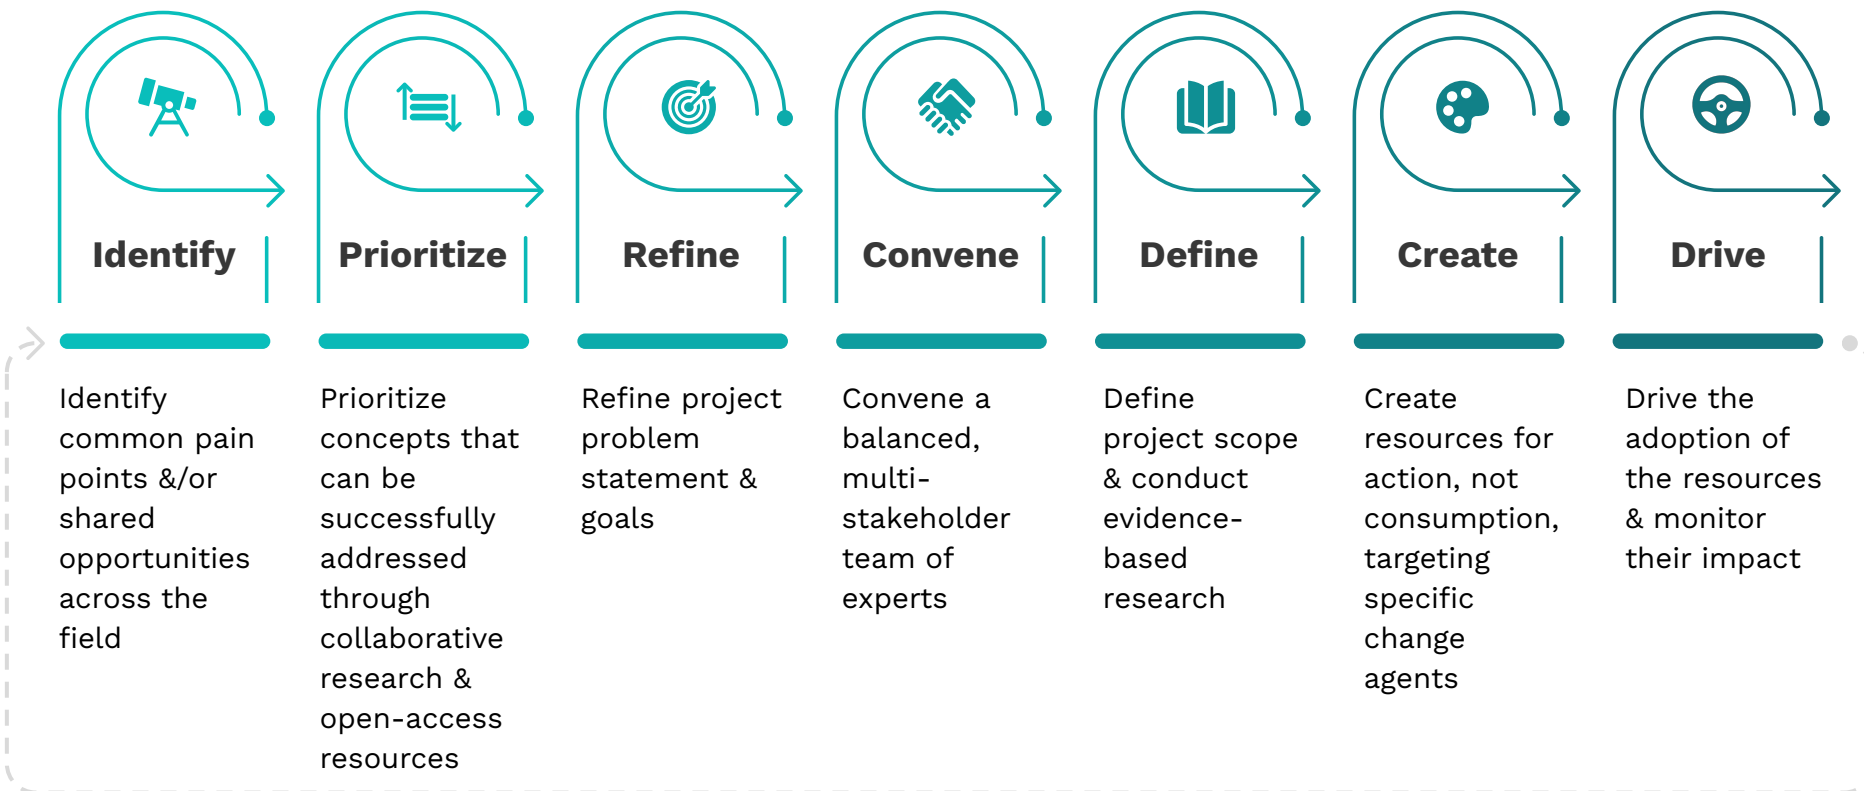 Identify
Prioritize
Refine
Convene
Define
Create
Drive
Identify
common pain
points &/or
shared
opportunities
across the
field
Prioritize
concepts that
can be
successfully
addressed
through
collaborative
research &
open-access
resources
Refine project
problem
statement &
goals
Convene a
balanced,
multi-
stakeholder
team of
experts
Define
project scope
& conduct
evidence-
based
research
Create
resources for
action, not
consumption,
targeting
specific
change
agents
Drive the
adoption of
the resources
& monitor
their impact